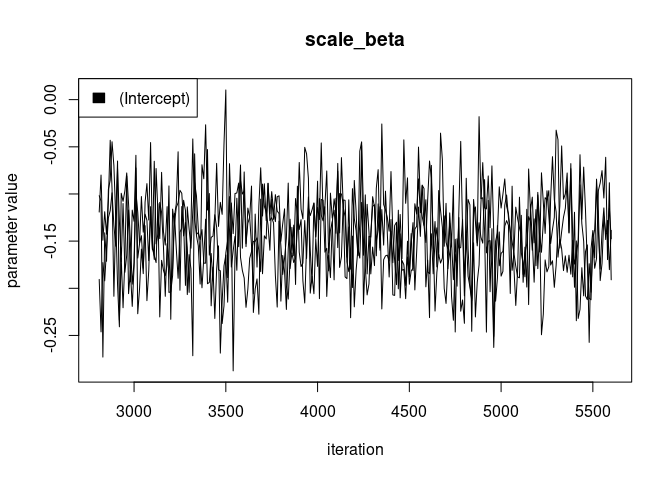 scale_beta
(Intercept)
parameter value
0.00
-0.05
-0.15
-0.25
3000 3500 4000 4500 5000 5500
iteration